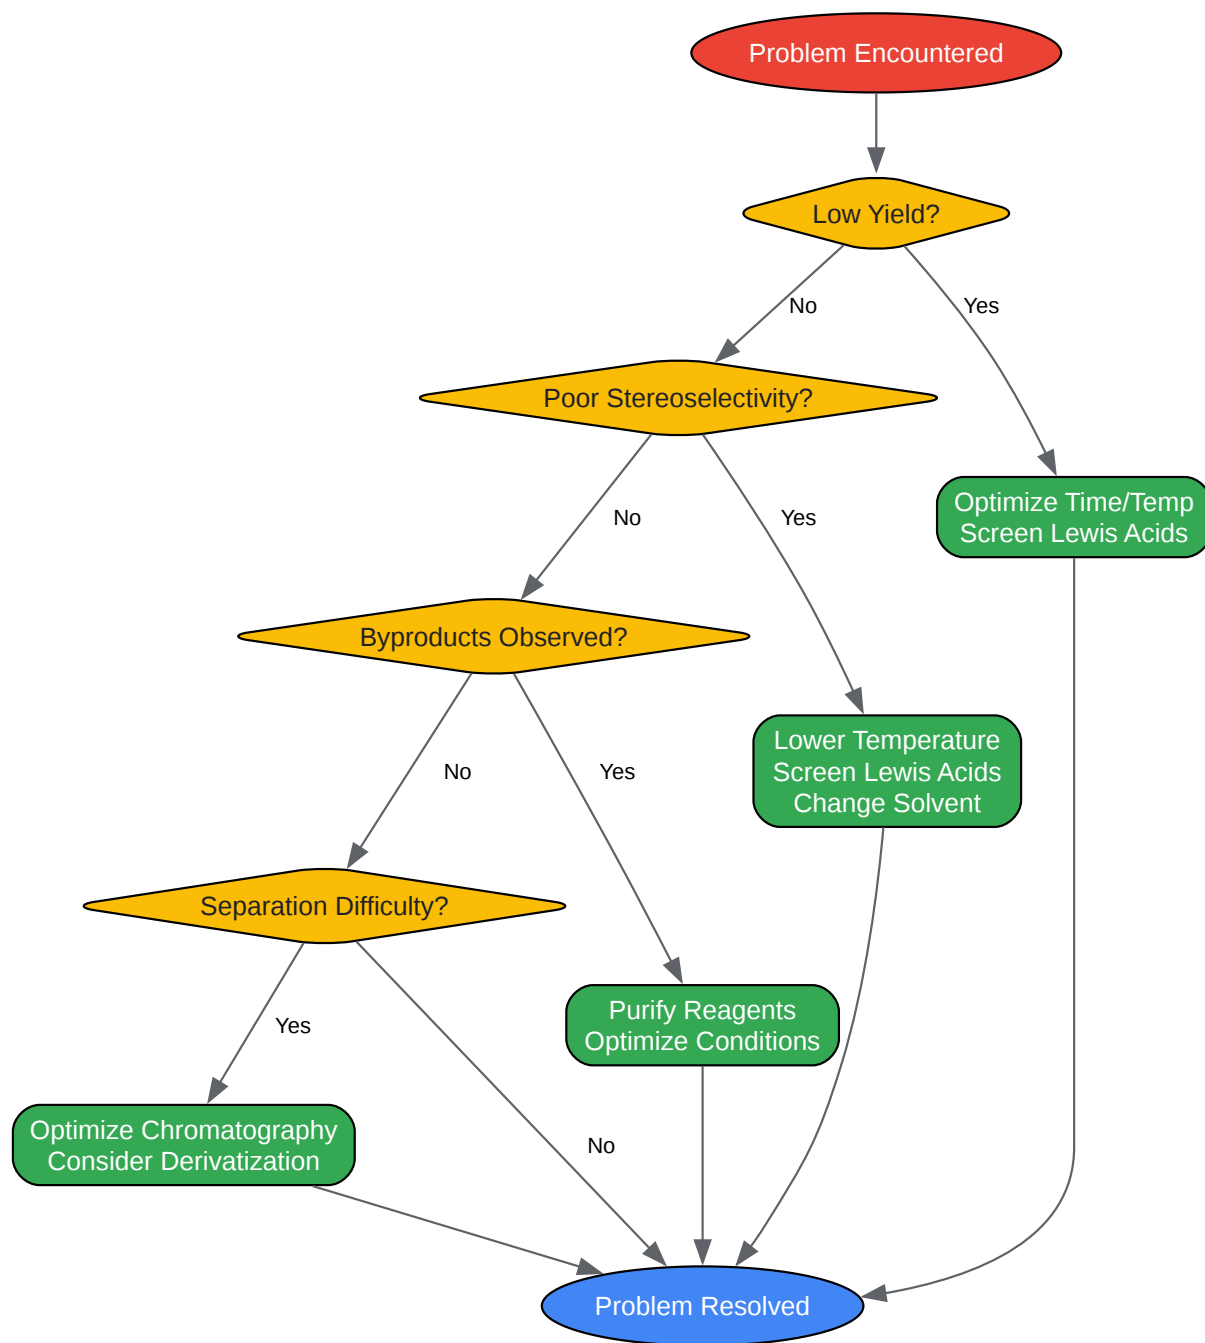 Problem Encountered
Low Yield?
No
Yes
Poor Stereoselectivity?
Optimize Time/Temp
Screen Lewis Acids
No
Yes
Byproducts Observed?
Lower Temperature
Screen Lewis Acids
Change Solvent
No
Yes
Separation Difficulty?
Purify Reagents
Optimize Conditions
Yes
Optimize Chromatography
Consider Derivatization
No
Problem Resolved